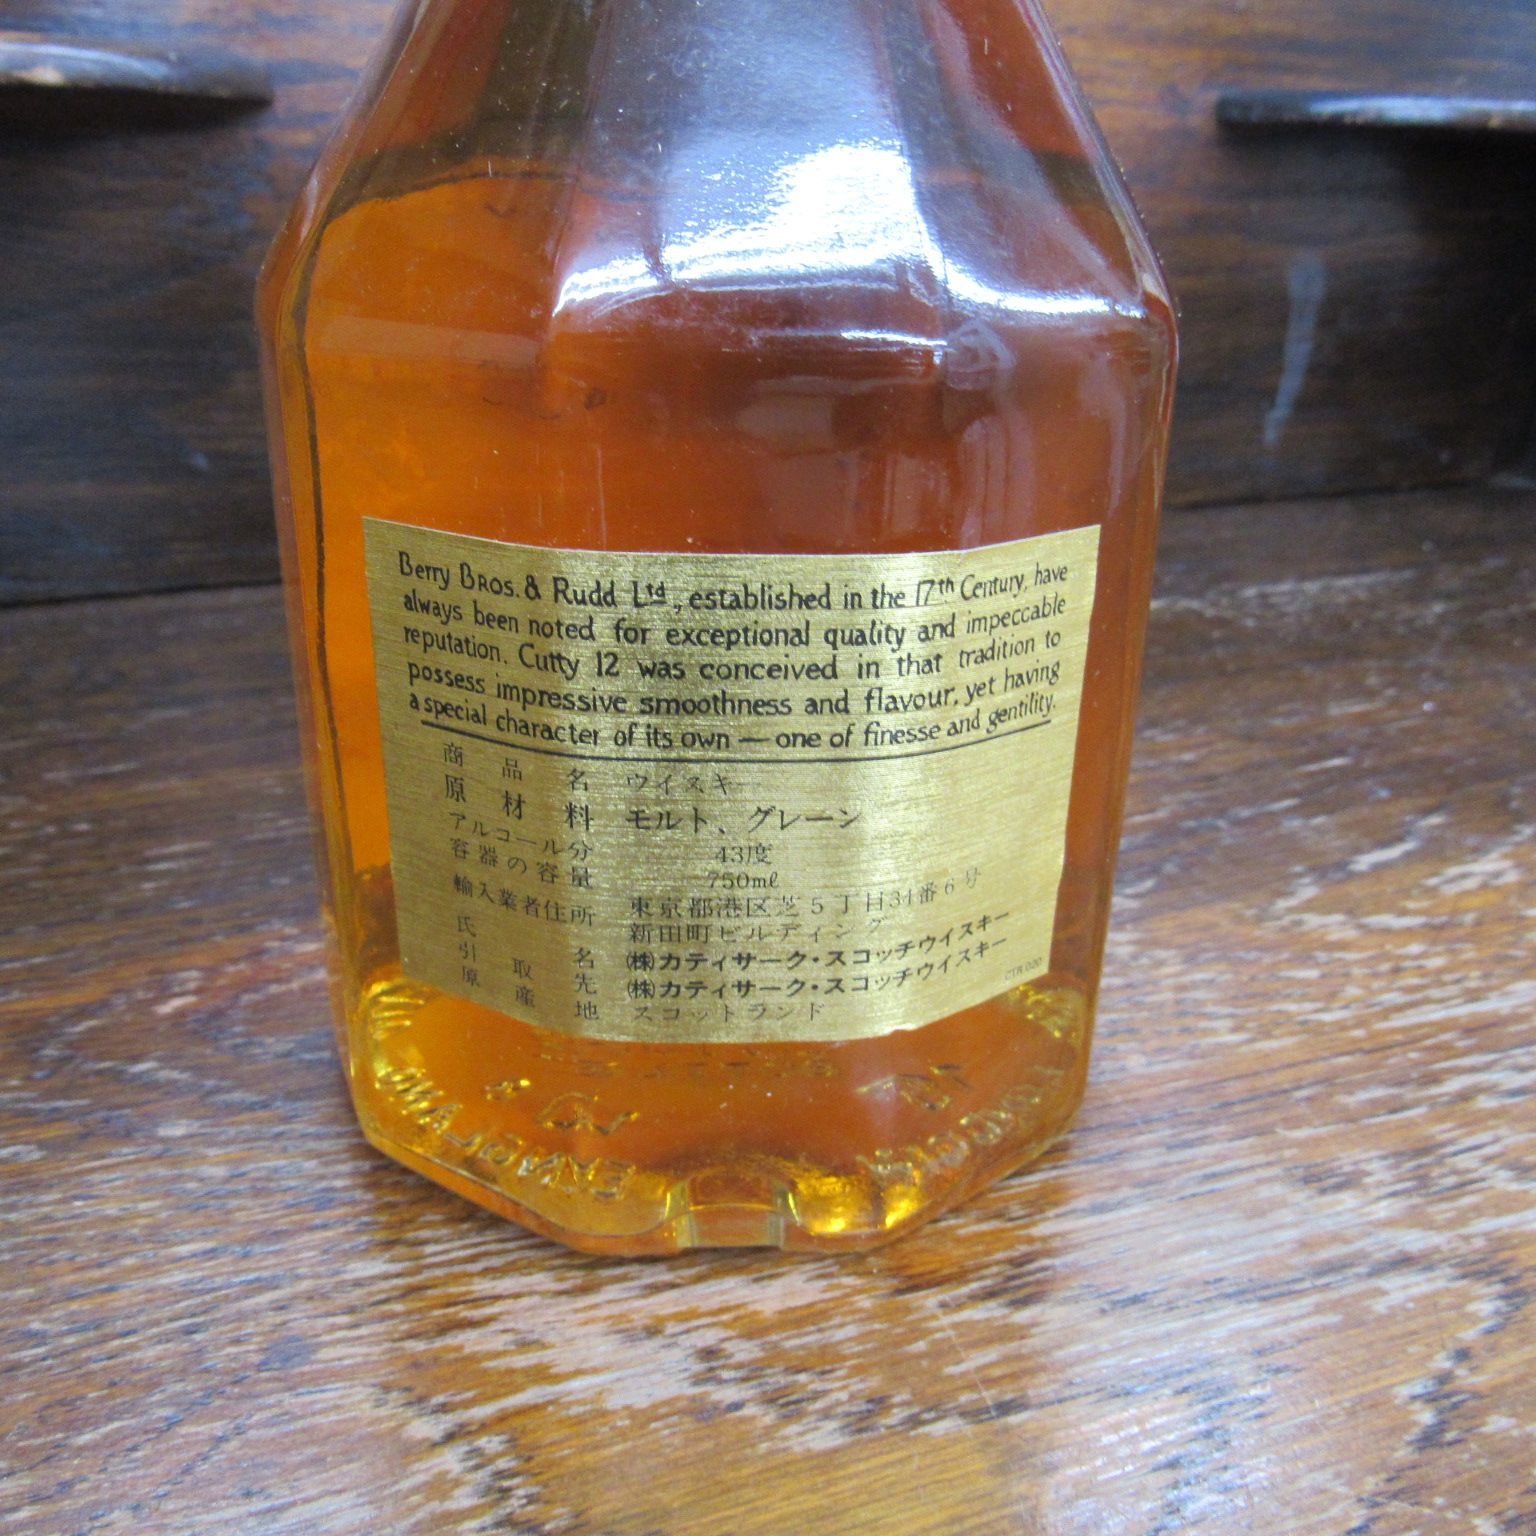 Berry Bros. & Rudd Ltd, established in the 17th Century, have
always been noted for exceptional quality and impeccable
reputation. Cutty 12 was conceived in that tradition to
possess impressive smoothness and flavour, yet having
a special character of its own — one of finesse and gentility.
商品名 ウイスキー
原材料 モルト、グレーン
アルコール分 43度
容器の容量 750ml
輸入業者住所 東京都港区芝5丁目34番6号
新田町ビルディング
氏名 ㈱カティサーク・スコッチウイスキー
引取先 ㈱カティサーク・スコッチウイスキー
原産地 スコットランド